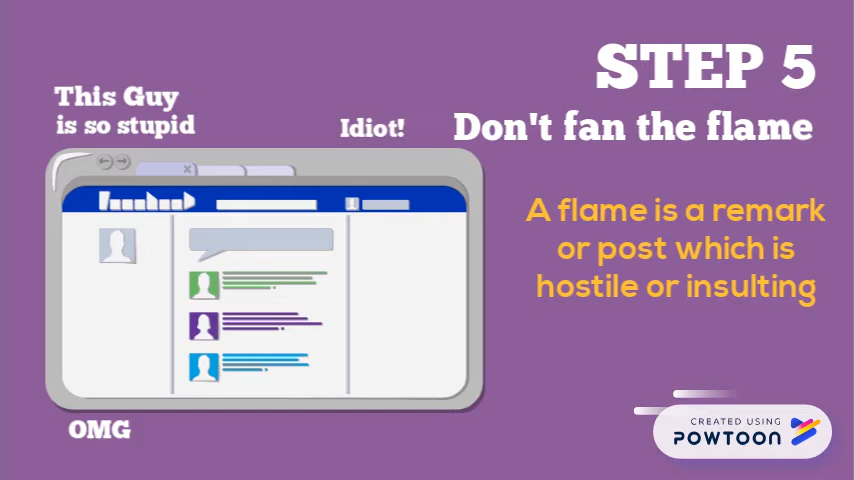 STEP 5
This Guy
is so stupid
Idiot!
Don't fan the flame
A flame is a remark
or post which is
hostile or insulting
OMG
CREATED USING
POWTOON